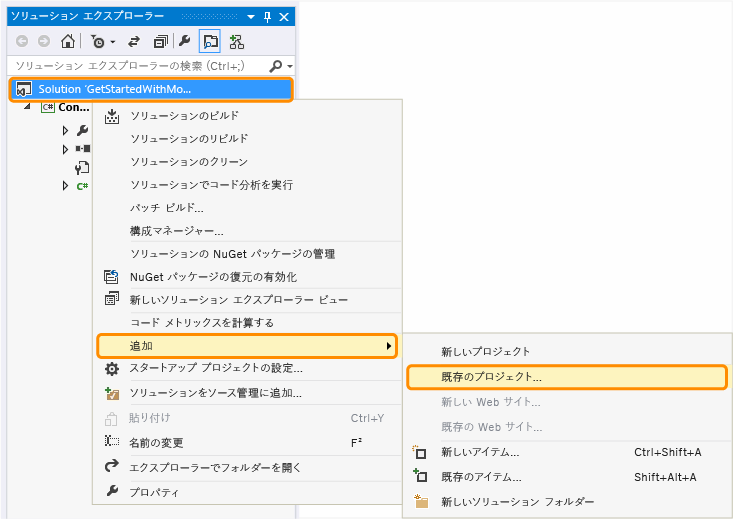 ソリューション エクスプローラー
ソリューション エクスプローラーの検索 (Ctrl+;)
Solution 'GetStartedWithMo...
C# Con...
C#
ソリューションのビルド
ソリューションのリビルド
ソリューションのクリーン
ソリューションでコード分析を実行
バッチ ビルド...
構成マネージャー...
ソリューションの NuGet パッケージの管理
NuGet パッケージの復元の有効化
新しいソリューション エクスプローラー ビュー
コード メトリックスを計算する
追加
スタートアップ プロジェクトの設定...
ソリューションをソース管理に追加...
貼り付け Ctrl+Y
名前の変更 F²
エクスプローラーでフォルダーを開く
プロパティ
新しいプロジェクト
既存のプロジェクト...
新しい Web サイト...
既存の Web サイト...
新しいアイテム... Ctrl+Shift+A
既存のアイテム... Shift+Alt+A
新しいソリューション フォルダー